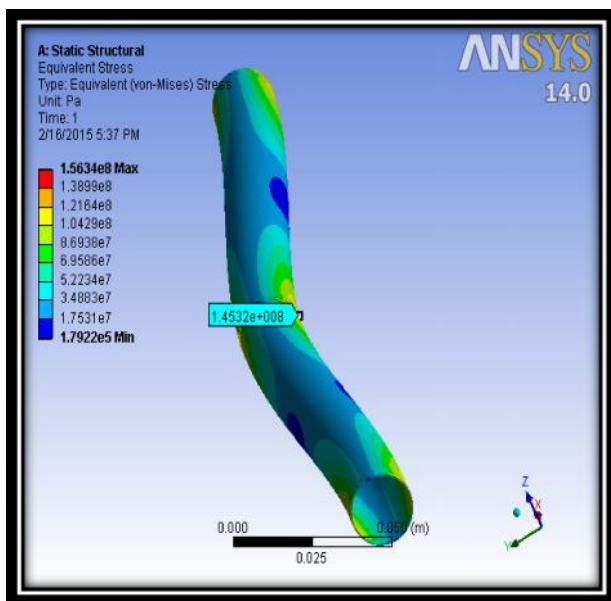 A: Static Structural
Equivalent Stress
Type: Equivalent (von-Mises) Stress
Unit: Pa
Time: 1
2/16/2015 5:37 PM
ANSYS
14.0
1.5634e8 Max
1.3899e8
1.2164e8
1.0429e8
8.6938e7
6.9586e7
5.2234e7
3.4883e7
1.7531e7
1.7922e5 Min
1.4532e+008
0.000 0.050 (m)
0.025
Z
X
Y